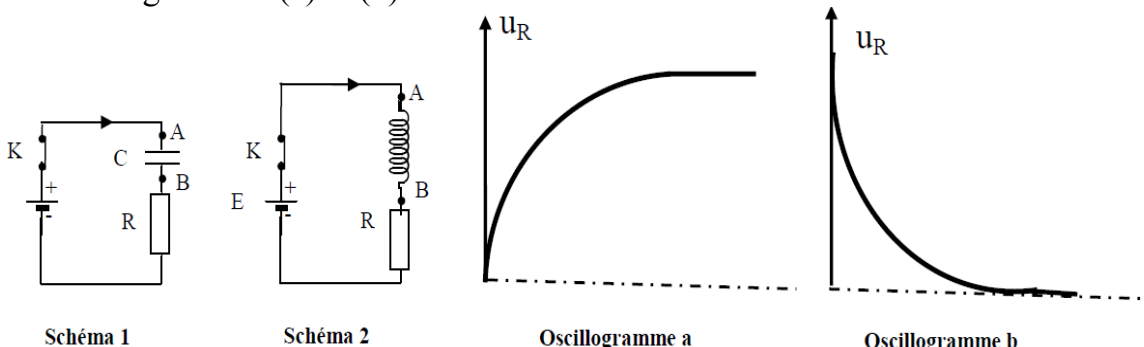 K
A
C
B
+
-
R
Schéma 1
A
K
B
E
+
-
R
Schéma 2
u_R
Oscillogramme a
u_R
Oscillogramme b